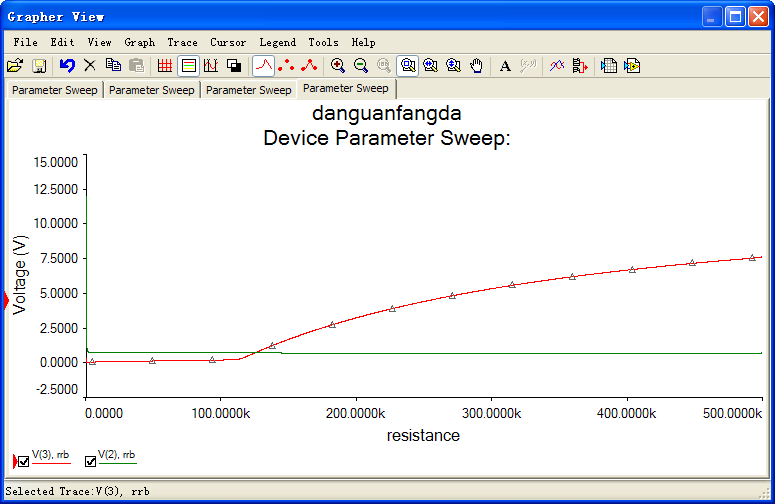 Grapher View
File Edit View Graph Trace Cursor Legend Tools Help
Parameter Sweep Parameter Sweep Parameter Sweep Parameter Sweep
danguanfangda
Device Parameter Sweep:
15.0000
12.5000
10.0000
7.5000
5.0000
2.5000
0.0000
-2.5000
Voltage (V)
0.0000 100.0000k 200.0000k 300.0000k 400.0000k 500.0000k
resistance
V(3), rrb V(2), rrb
Selected Trace:V(3), rrb